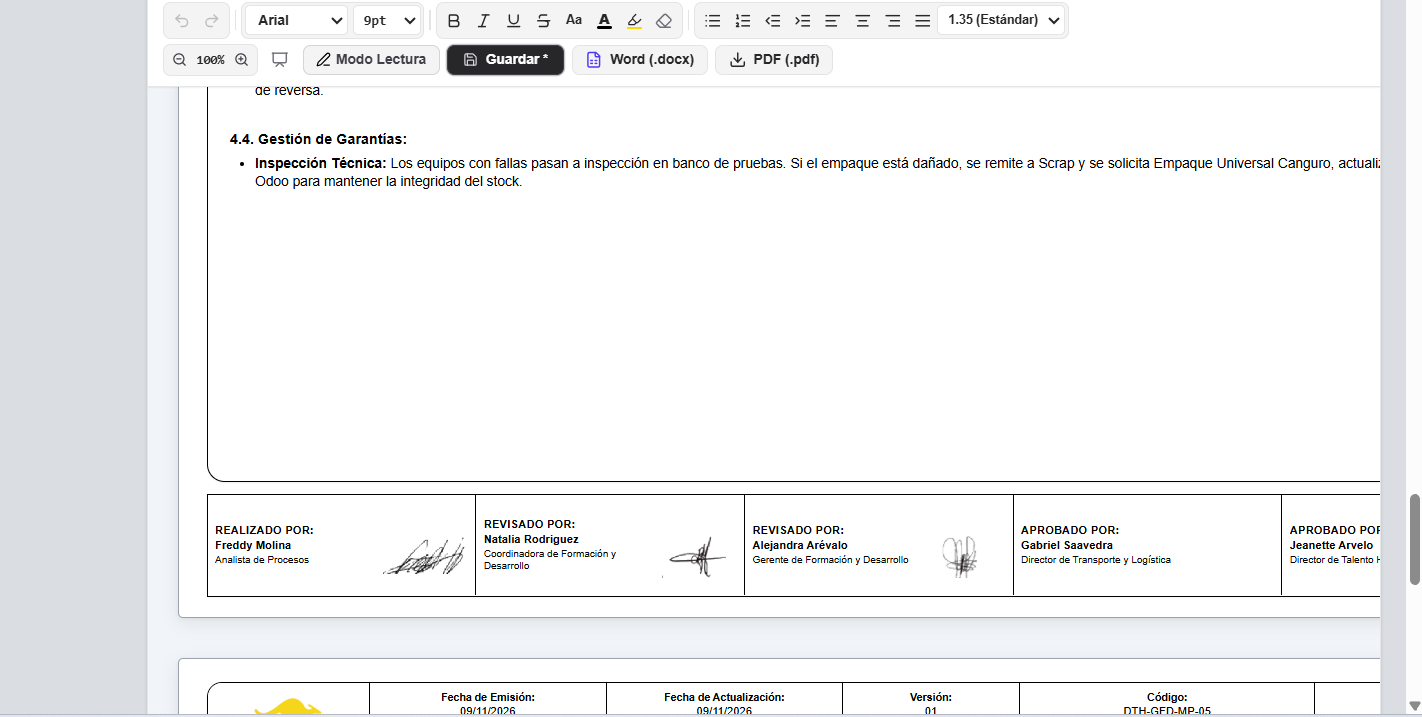 Arial
9pt
B I U S Aa A
1.35 (Estándar)
100%
Modo Lectura
Guardar *
Word (.docx)
PDF (.pdf)
de reversa.
4.4. Gestión de Garantías:
• Inspección Técnica: Los equipos con fallas pasan a inspección en banco de pruebas. Si el empaque está dañado, se remite a Scrap y se solicita Empaque Universal Canguro,
Odoo para mantener la integridad del stock.
REALIZADO POR:
Freddy Molina
Analista de Procesos
REVISADO POR:
Natalia Rodriguez
Coordinadora de Formación y
Desarrollo
REVISADO POR:
Alejandra Arévalo
Gerente de Formación y Desarrollo
APROBADO POR:
Gabriel Saavedra
Director de Transporte y Logística
APROBADO
Jeanette Arvelo
Director de Talento
Fecha de Emisión:
09/11/2026
Fecha de Actualización:
09/11/2026
Versión:
01
Código:
DTH-GFD-MP-05